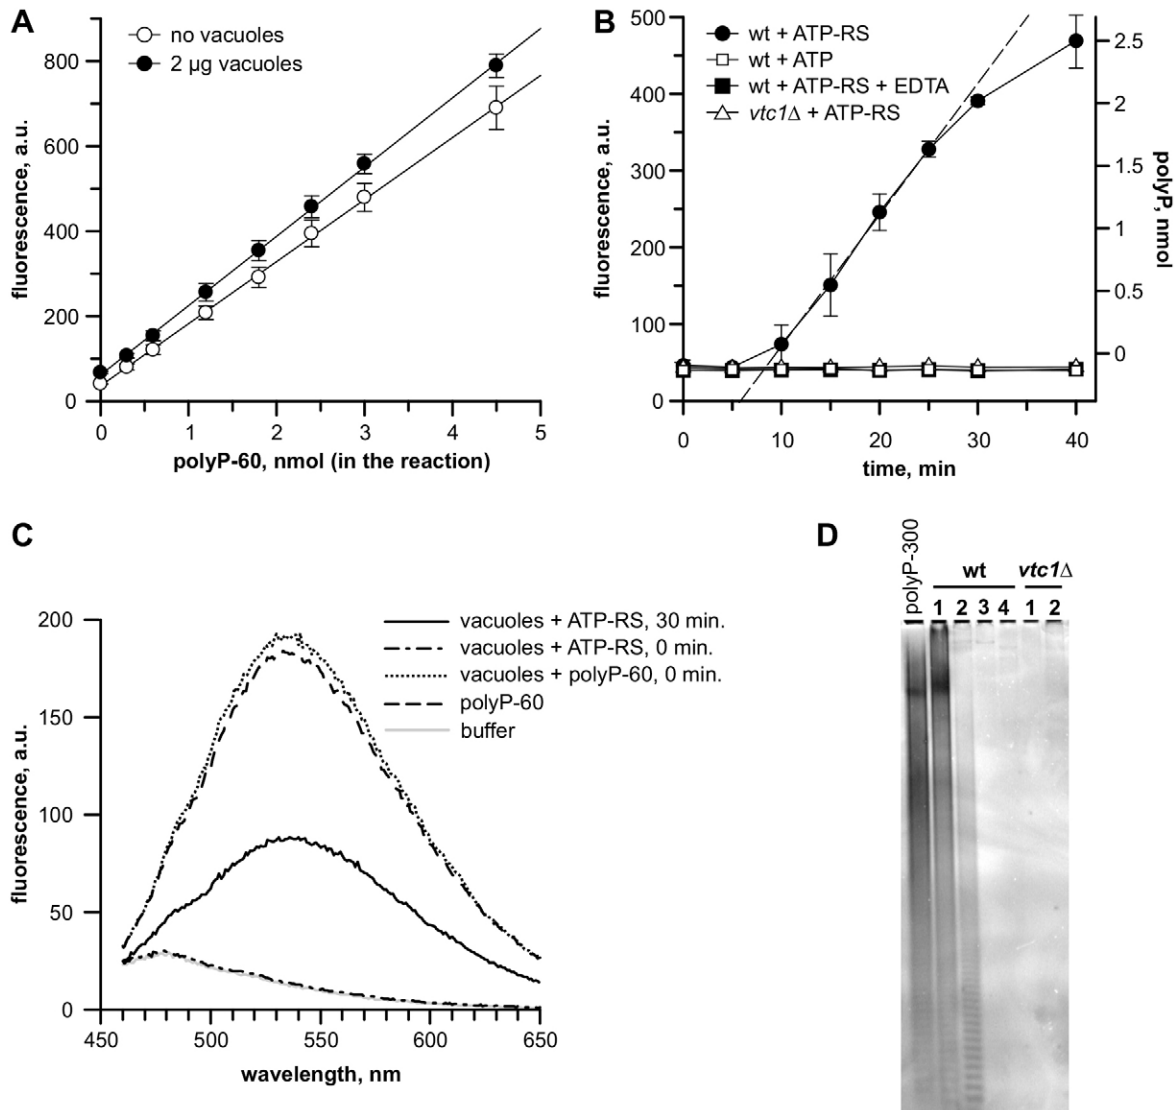 A
no vacuoles
2 µg vacuoles
fluorescence, a.u.
800
600
400
200
0
0 1 2 3 4 5
polyP-60, nmol (in the reaction)
B
wt + ATP-RS
wt + ATP
wt + ATP-RS + EDTA
vtc1Δ + ATP-RS
fluorescence, a.u.
500
400
300
200
100
0
2.5
2
1.5
1
0.5
0
polyP, nmol
0 10 20 30 40
time, min
C
vacuoles + ATP-RS, 30 min.
vacuoles + ATP-RS, 0 min.
vacuoles + polyP-60, 0 min.
polyP-60
buffer
fluorescence, a.u.
200
150
100
50
0
450 500 550 600 650
wavelength, nm
D
polyP-300
wt vtc1Δ
1 2 3 4 1 2